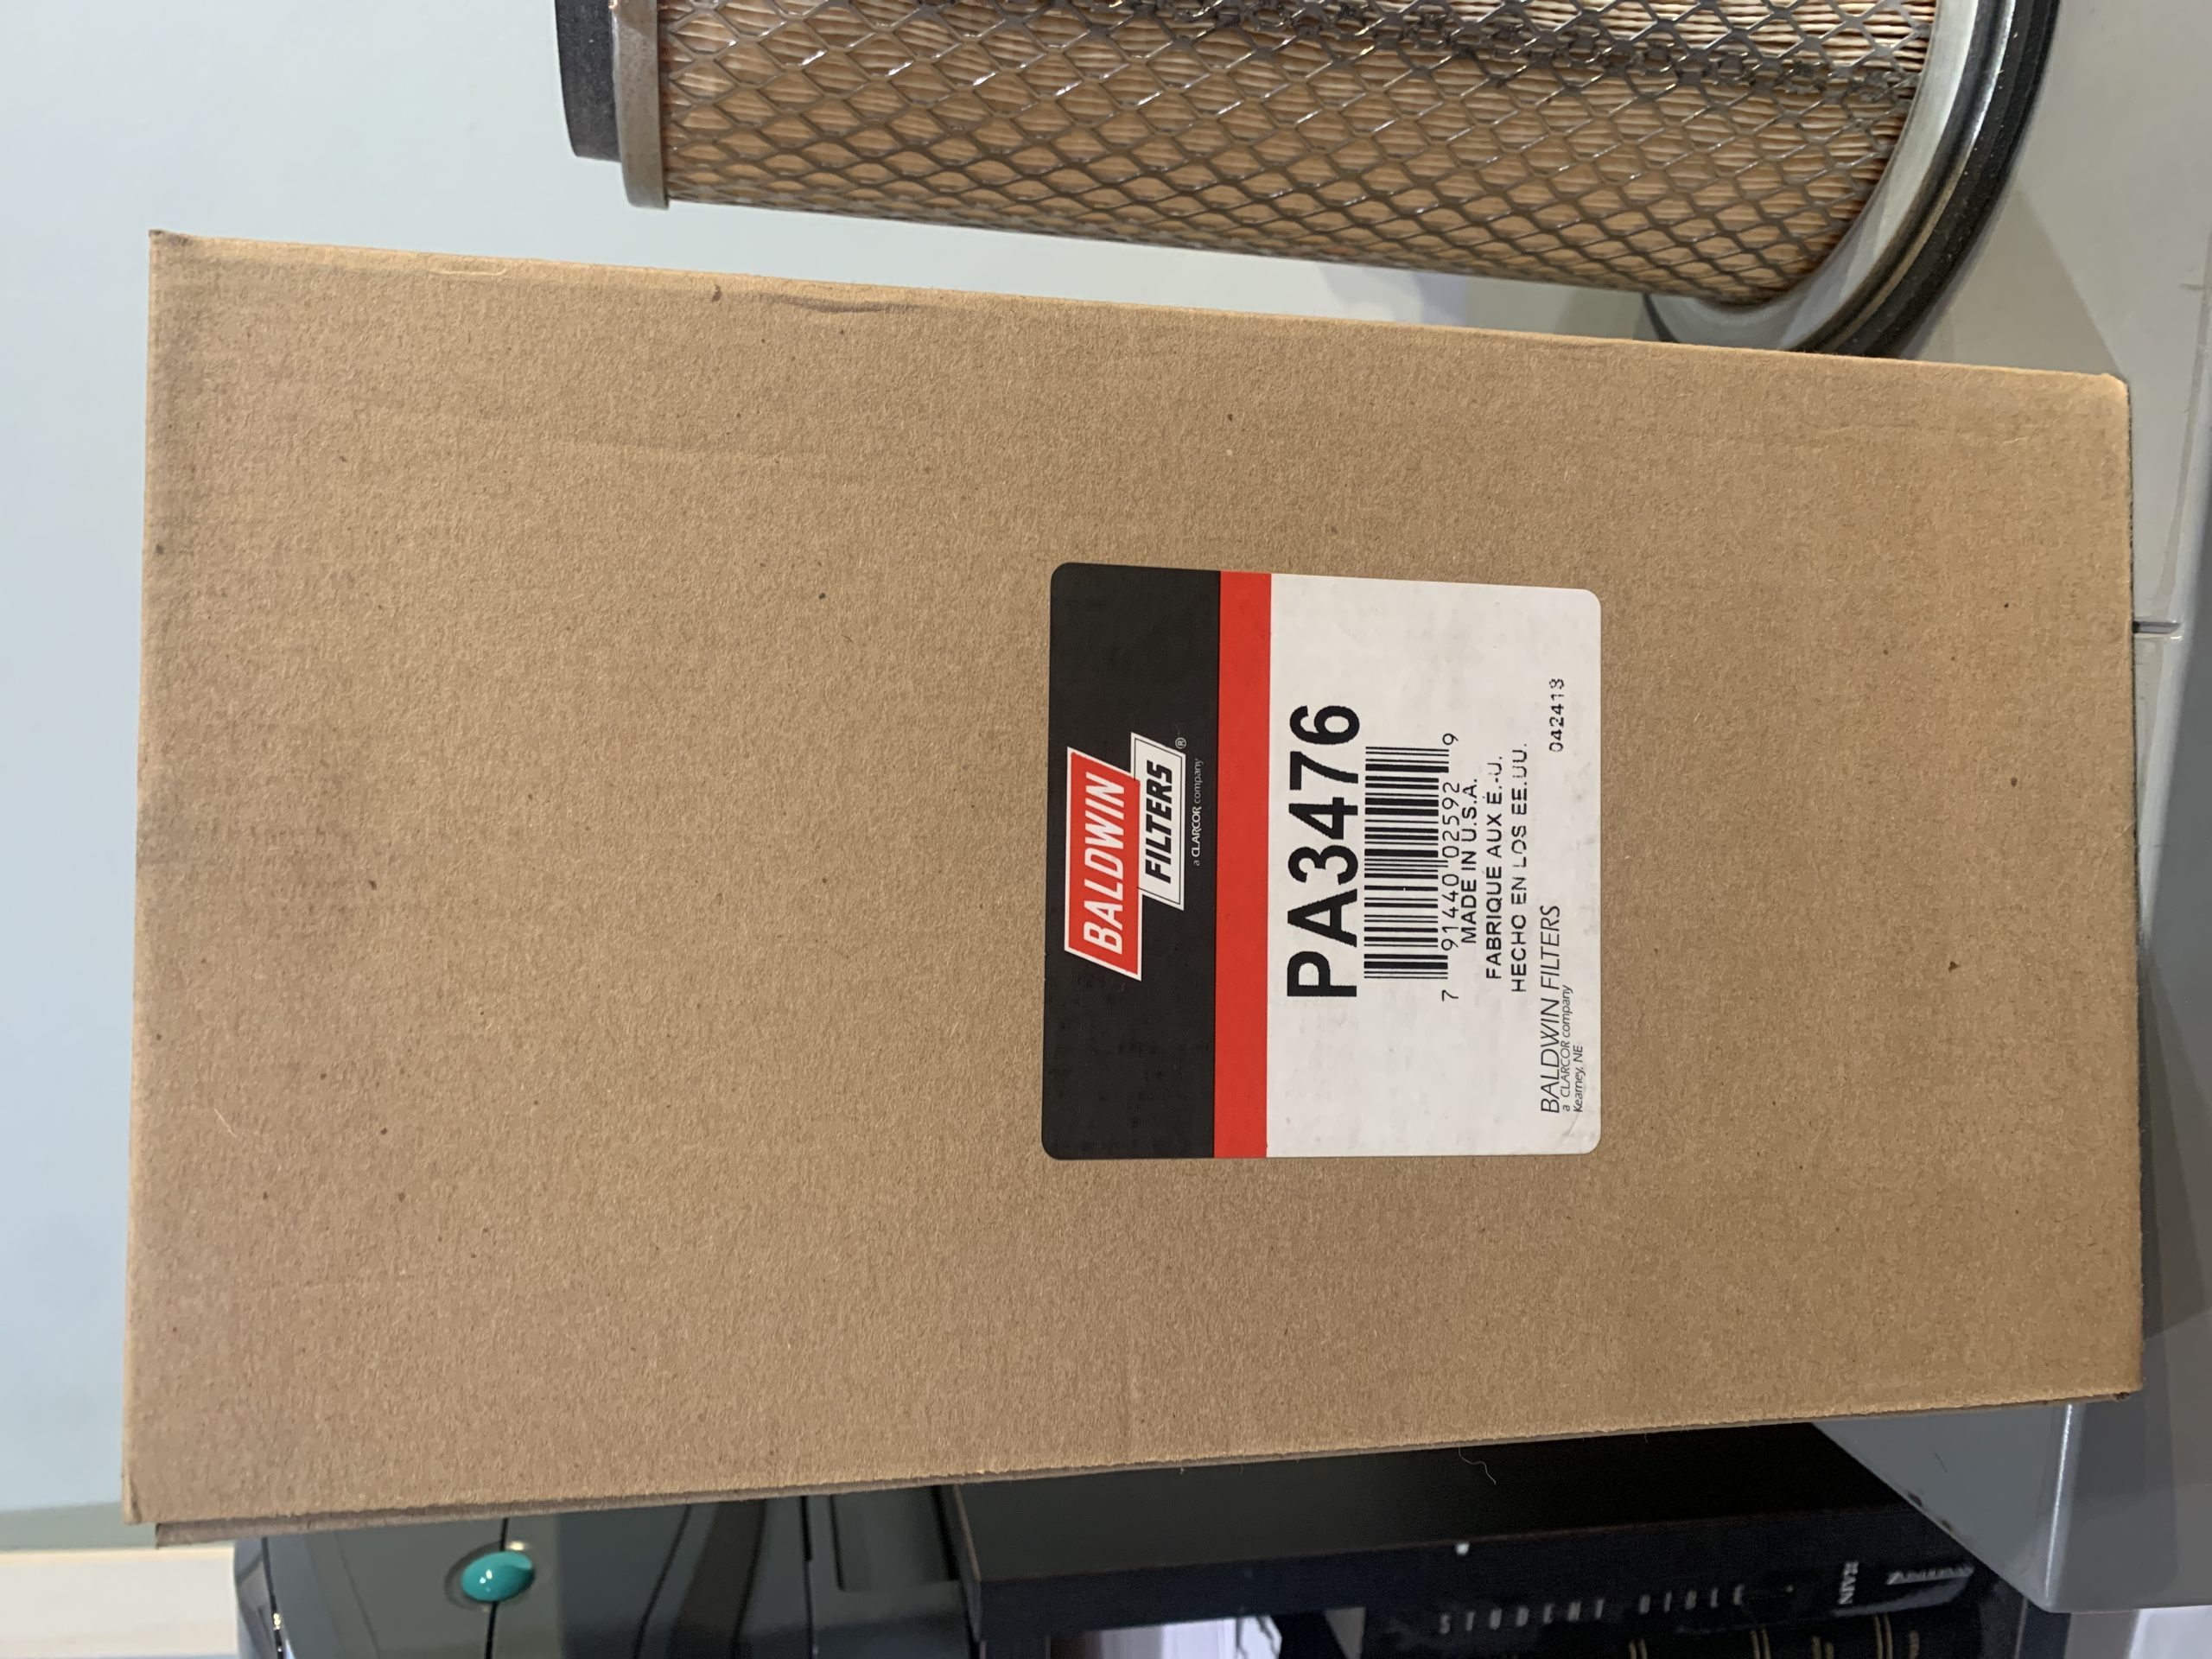 BALDWIN
FILTERS®
a CLARCOR company
PA3476
7 91440 02592 9
MADE IN U.S.A.
FABRIQUÉ AUX É.-U.
HECHO EN LOS EE.UU.
BALDWIN FILTERS 042413
a CLARCOR company
Kearney, NE
STUDENT BIBLE